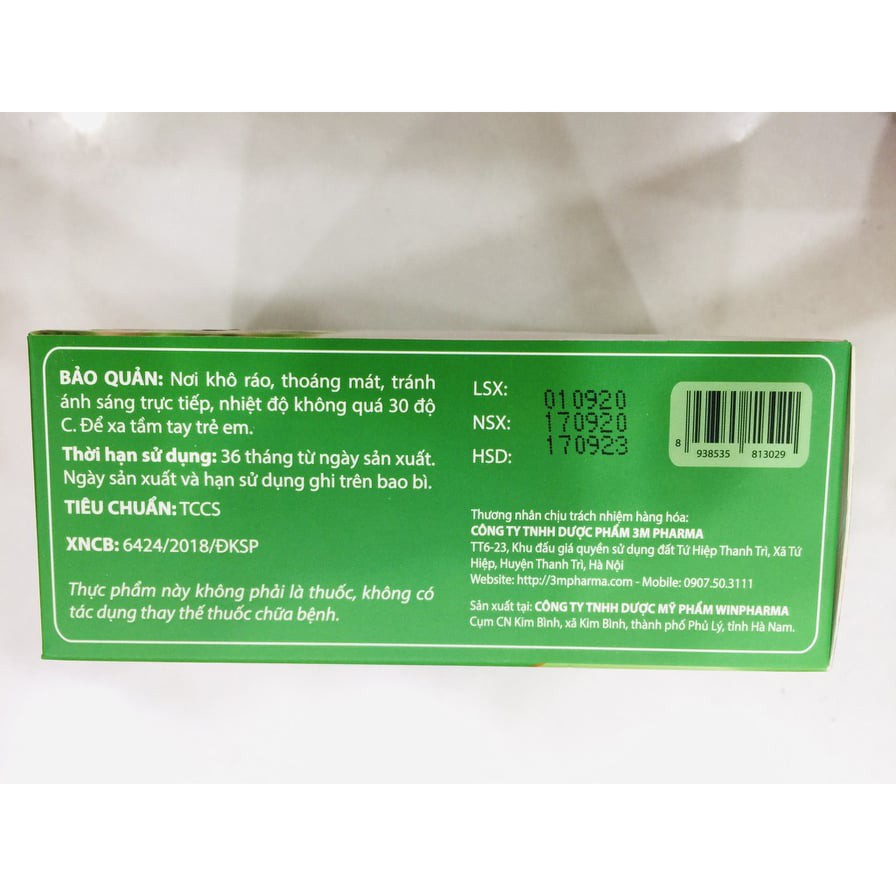 BẢO QUẢN: Nơi khô ráo, thoáng mát, tránh
ánh sáng trực tiếp, nhiệt độ không quá 30 độ
C. Để xa tầm tay trẻ em.
Thời hạn sử dụng: 36 tháng từ ngày sản xuất.
Ngày sản xuất và hạn sử dụng ghi trên bao bì.
TIÊU CHUẨN: TCCS
XNCB: 6424/2018/ĐKSP
Thực phẩm này không phải là thuốc, không có
tác dụng thay thế thuốc chữa bệnh.
LSX: 010920
NSX: 170920
HSD: 170923
8 938535 813029
Thương nhân chịu trách nhiệm hàng hóa:
CÔNG TY TNHH DƯỢC PHẨM 3M PHARMA
TT6-23, Khu đấu giá quyền sử dụng đất Tứ Hiệp Thanh Trì, Xã Tứ
Hiệp, Huyện Thanh Trì, Hà Nội
Website: http://3mpharma.com - Mobile: 0907.50.3111
Sản xuất tại: CÔNG TY TNHH DƯỢC MỸ PHẨM WINPHARMA
Cụm CN Kim Bình, xã Kim Bình, thành phố Phủ Lý, tỉnh Hà Nam.